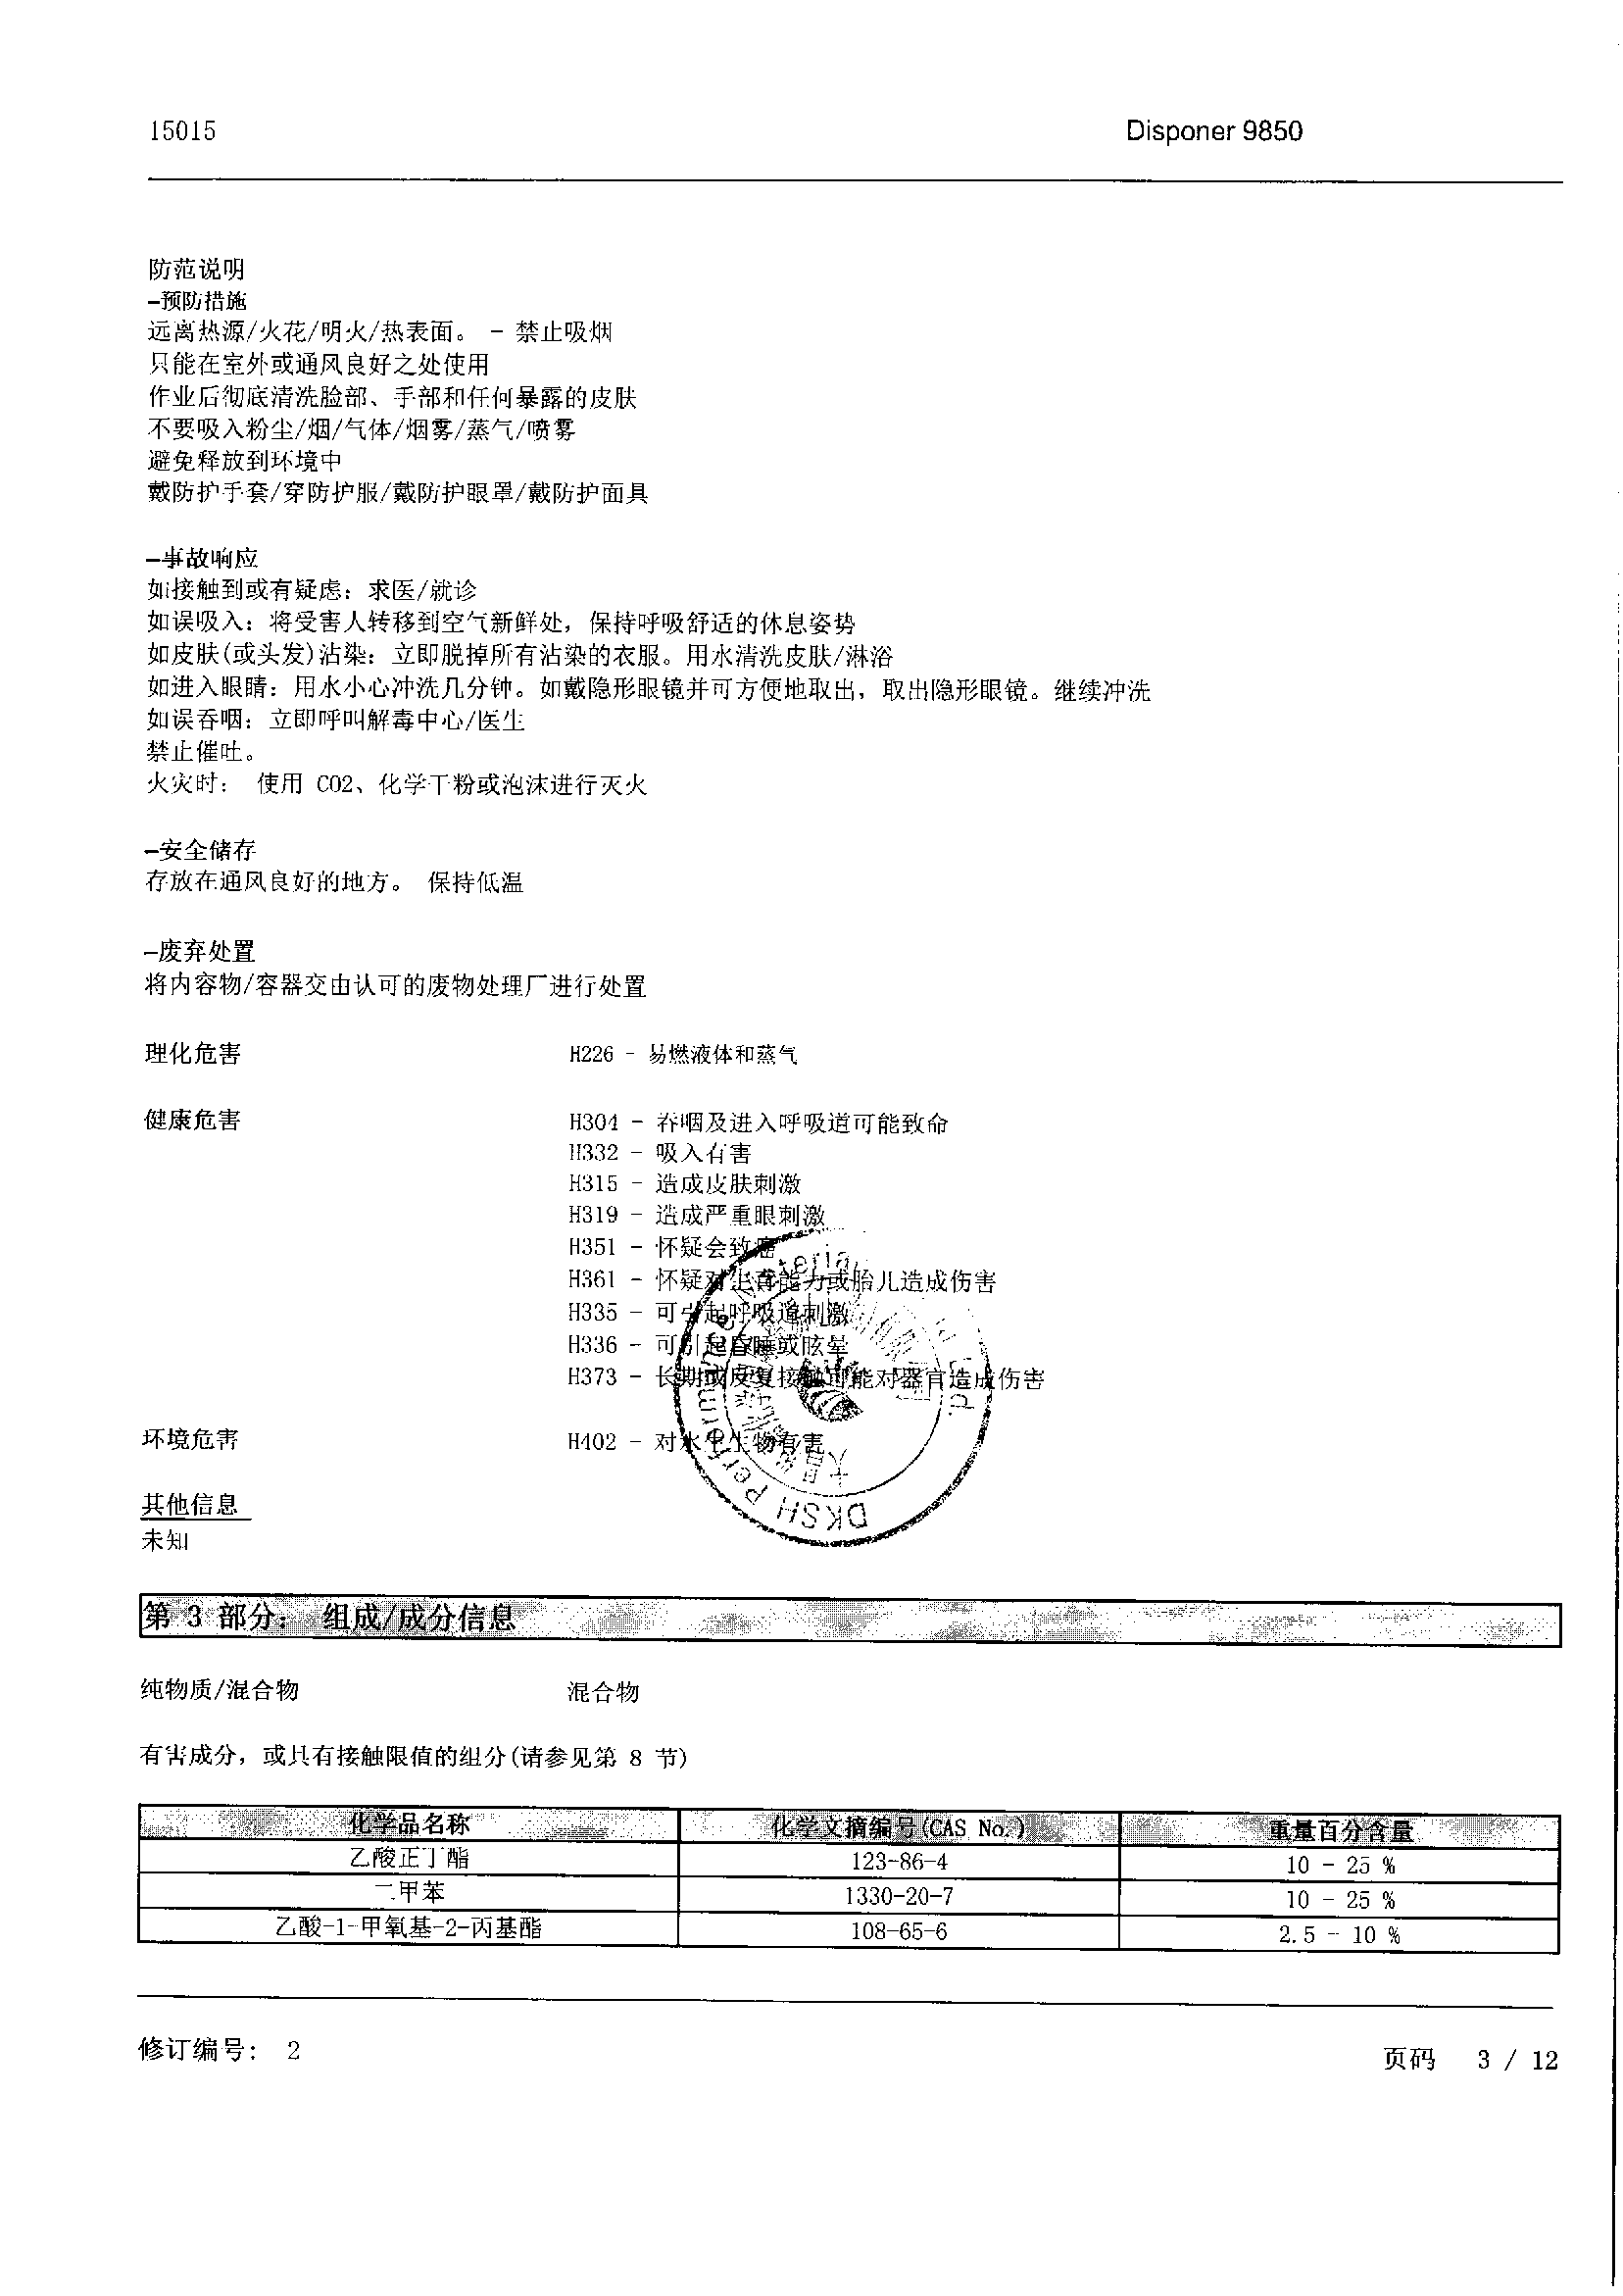 15015 Disponer 9850
防范说明
-预防措施
远离热源/火花/明火/热表面。 - 禁止吸烟
只能在室外或通风良好之处使用
作业后彻底清洗脸部、手部和任何暴露的皮肤
不要吸入粉尘/烟/气体/烟雾/蒸气/喷雾
避免释放到环境中
戴防护手套/穿防护服/戴防护眼罩/戴防护面具
-事故响应
如接触到或有疑虑：求医/就诊
如误吸入：将受害人转移到空气新鲜处，保持呼吸舒适的休息姿势
如皮肤(或头发)沾染：立即脱掉所有沾染的衣服。用水清洗皮肤/淋浴
如进入眼睛：用水小心冲洗几分钟。如戴隐形眼镜并可方便地取出，取出隐形眼镜。继续冲洗
如误吞咽：立即呼叫解毒中心/医生
禁止催吐。
火灾时： 使用 CO2、化学干粉或泡沫进行灭火
-安全储存
存放在通风良好的地方。 保持低温
-废弃处置
将内容物/容器交由认可的废物处理厂进行处置
理化危害 H226 - 易燃液体和蒸气
健康危害 H304 - 吞咽及进入呼吸道可能致命
H332 - 吸入有害
H315 - 造成皮肤刺激
H319 - 造成严重眼刺激
H351 - 怀疑会致癌
H361 - 怀疑对生育能力或胎儿造成伤害
H335 - 可引起呼吸道刺激
H336 - 可引起昏睡或眩晕
H373 - 长期或反复接触可能对器官造成伤害
环境危害 H402 - 对水生生物有害
DKSH Performance Materia Ltd.
其他信息
未知
第 3 部分： 组成/成分信息
纯物质/混合物 混合物
有害成分，或具有接触限值的组分(请参见第 8 节)
化学品名称 化学文摘编号(CAS No.) 重量百分含量
乙酸正丁酯 123-86-4 10 - 25 %
二甲苯 1330-20-7 10 - 25 %
乙酸-1-甲氧基-2-丙基酯 108-65-6 2.5 - 10 %
修订编号： 2 页码 3 / 12